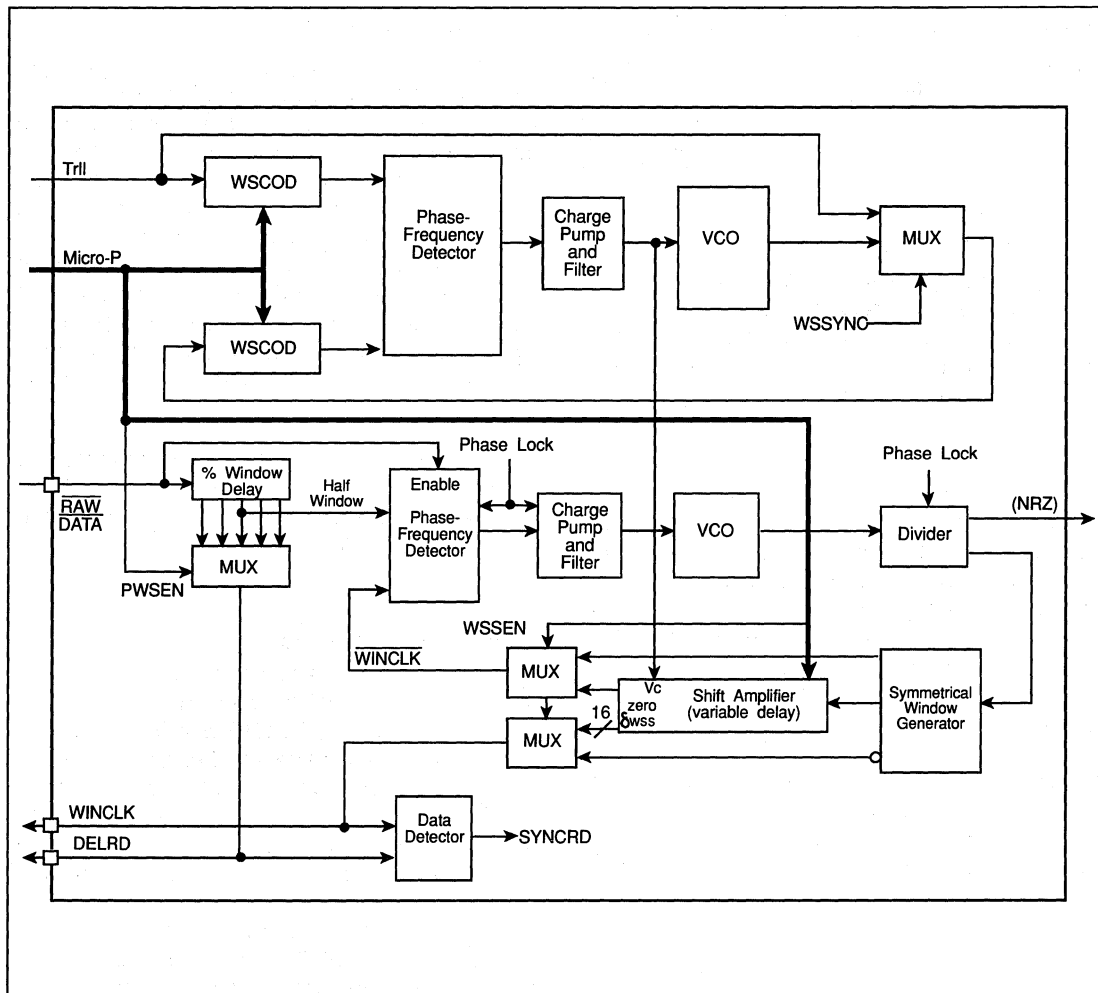 TrII
WSCOD
Phase-
Frequency
Detector
Charge
Pump
and
Filter
VCO
MUX
Micro-P
WSSYNC
WSCOD
Phase Lock
Phase Lock
RAW
DATA
% Window
Delay
Half
Window
Enable
Phase-
Frequency
Detector
Charge
Pump
and
Filter
VCO
Divider
(NRZ)
MUX
PWSEN
WSSEN
WINCLK
MUX
Vc
zero
δwss
Shift Amplifier
(variable delay)
Symmetrical
Window
Generator
16
MUX
WINCLK
DELRD
Data
Detector
SYNCRD